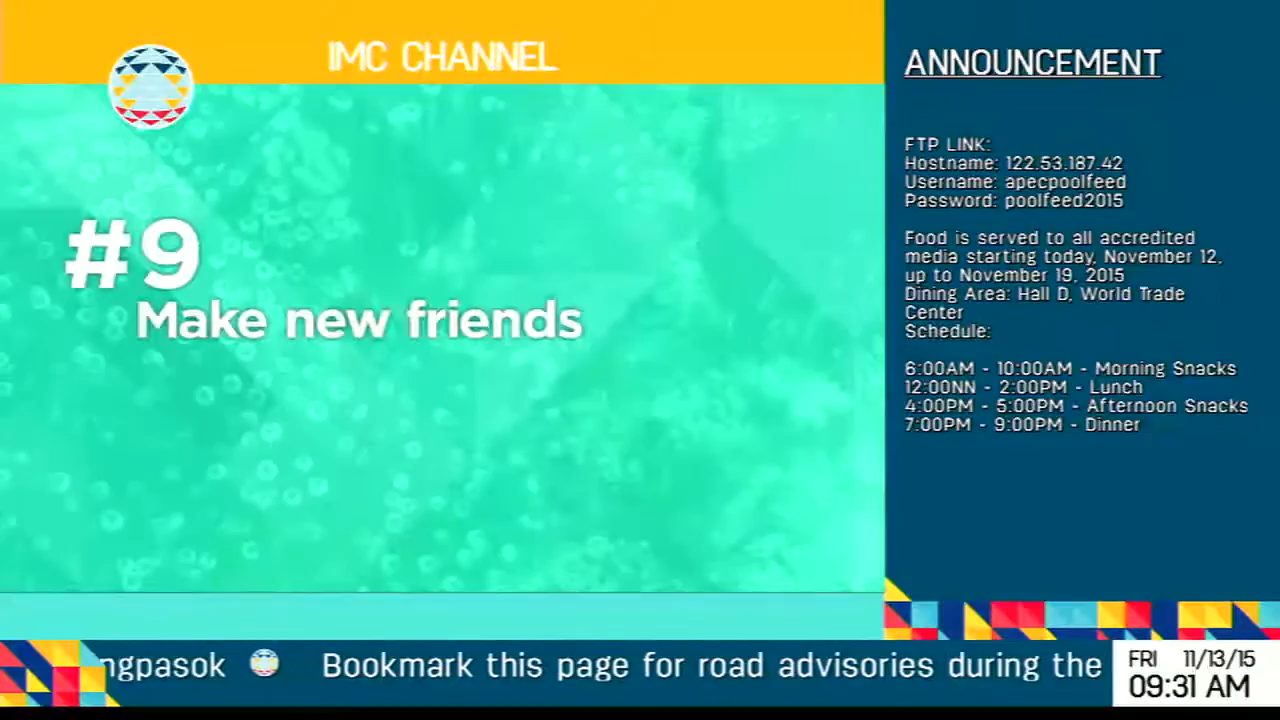 IMC CHANNEL
#9
Make new friends
ANNOUNCEMENT
FTP LINK:
Hostname: 122.53.187.42
Username: apecpoolfeed
Password: poolfeed2015
Food is served to all accredited
media starting today, November 12,
up to November 19, 2015
Dining Area: Hall D, World Trade
Center
Schedule:
6:00AM - 10:00AM - Morning Snacks
12:00NN - 2:00PM - Lunch
4:00PM - 5:00PM - Afternoon Snacks
7:00PM - 9:00PM - Dinner
ngpasok Bookmark this page for road advisories during the
FRI 11/13/15
09:31 AM